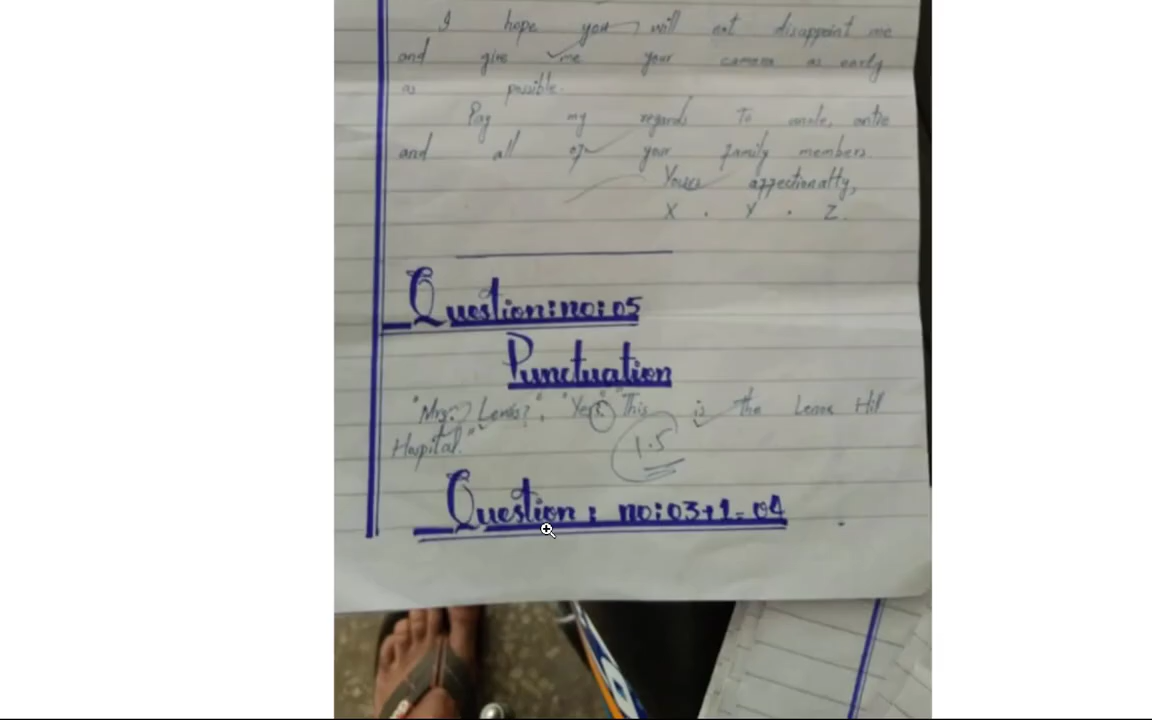 I hope you will not disappoint me
and give me your camera as early
as possible.
Pay my regards To uncle, antie
and all of your family members.
Yours affectionatly,
X . Y . Z.
Question:no:05
Punctuation
"Mrs. Lewis?". "Yes". "This is the Lenox Hill
Hospital."
1.5
Question: no:03+1=04